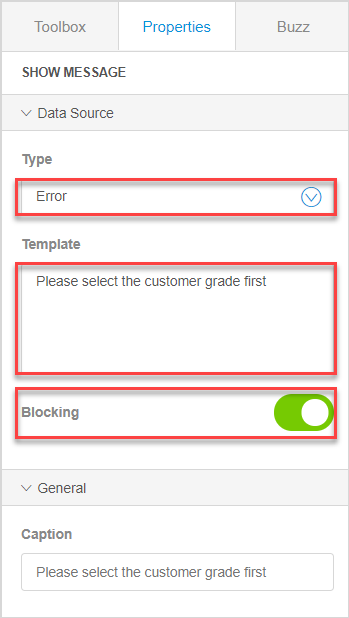 Toolbox Properties Buzz
SHOW MESSAGE
Data Source
Type
Error
Template
Please select the customer grade first
Blocking
General
Caption
Please select the customer grade first